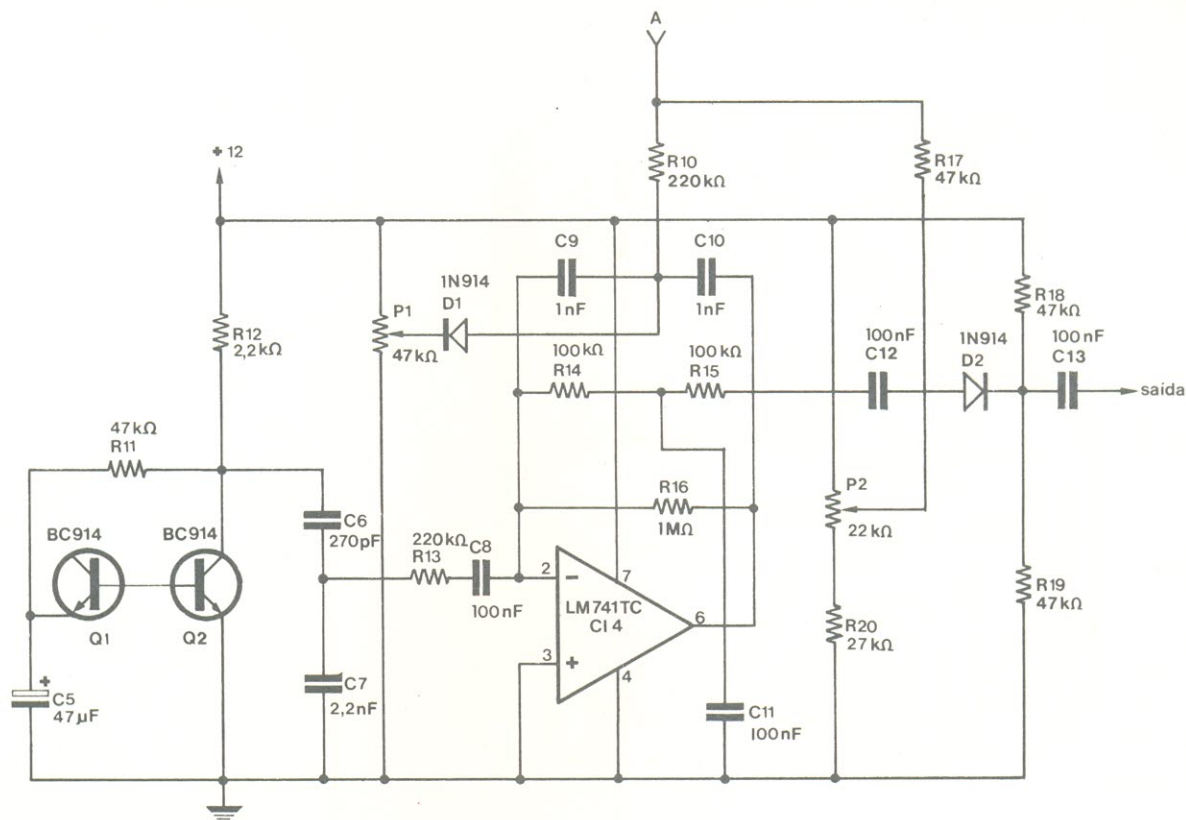 A
+ 12
R10
220kΩ
R17
47kΩ
C9
1nF
C10
1nF
1N914
D1
P1
47kΩ
R12
2,2kΩ
R18
47kΩ
100kΩ
R14
100kΩ
R15
100nF
C12
1N914
D2
100nF
C13
saída
47kΩ
R11
BC914
Q1
BC914
Q2
C6
270pF
220kΩ
R13
C8
100nF
R16
1MΩ
P2
22kΩ
2
−
7
LM741TC
CI 4
6
3
+
4
R19
47kΩ
R20
27kΩ
+
C5
47µF
C7
2,2nF
C11
100nF